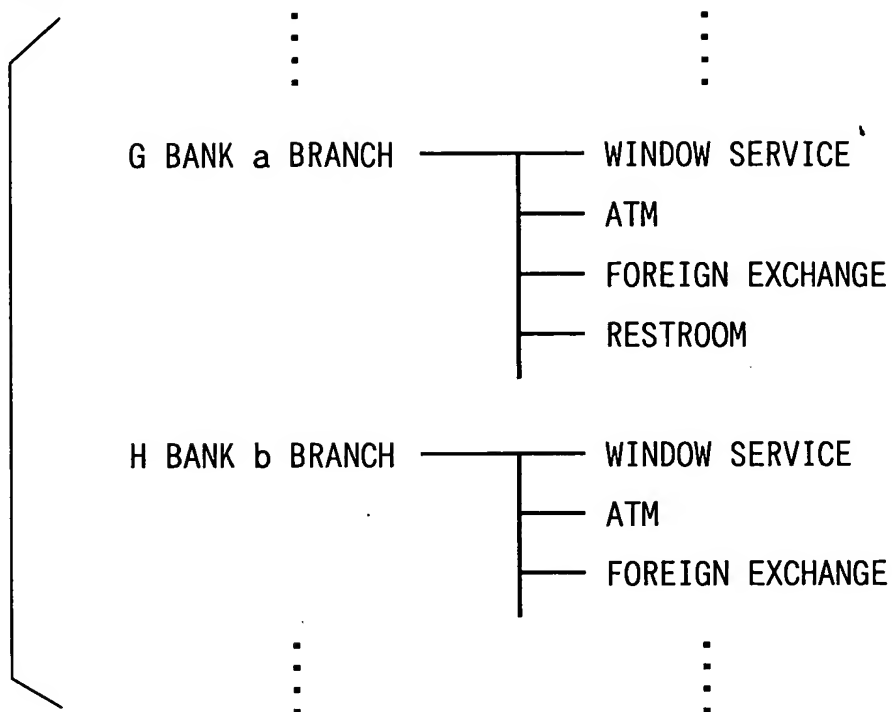 G BANK a BRANCH WINDOW SERVICE
ATM
FOREIGN EXCHANGE
RESTROOM
H BANK b BRANCH WINDOW SERVICE
ATM
FOREIGN EXCHANGE